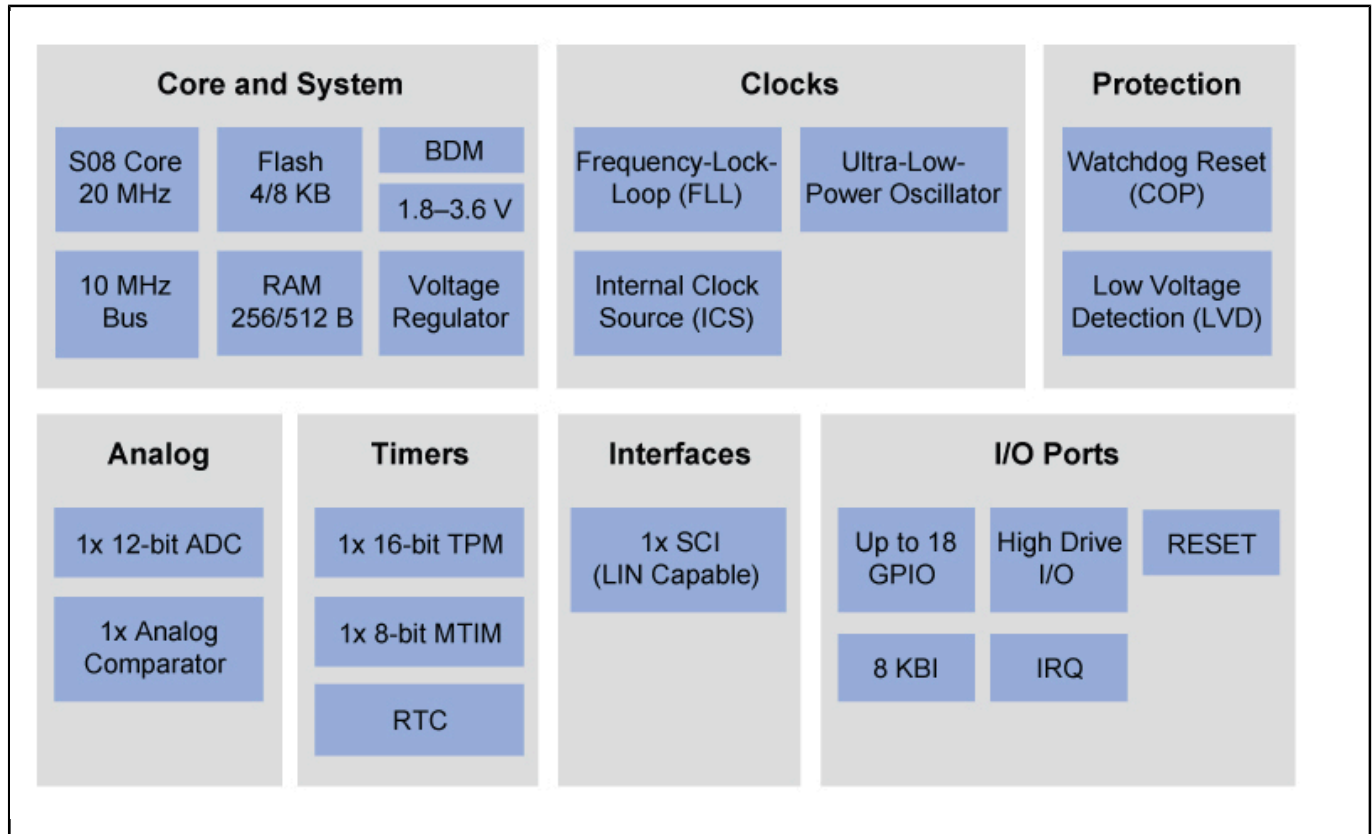 Core and System
S08 Core
20 MHz
Flash
4/8 KB
BDM
1.8–3.6 V
10 MHz
Bus
RAM
256/512 B
Voltage
Regulator
Clocks
Frequency-Lock-
Loop (FLL)
Ultra-Low-
Power Oscillator
Internal Clock
Source (ICS)
Protection
Watchdog Reset
(COP)
Low Voltage
Detection (LVD)
Analog
1x 12-bit ADC
1x Analog
Comparator
Timers
1x 16-bit TPM
1x 8-bit MTIM
RTC
Interfaces
1x SCI
(LIN Capable)
I/O Ports
Up to 18
GPIO
High Drive
I/O
RESET
8 KBI
IRQ